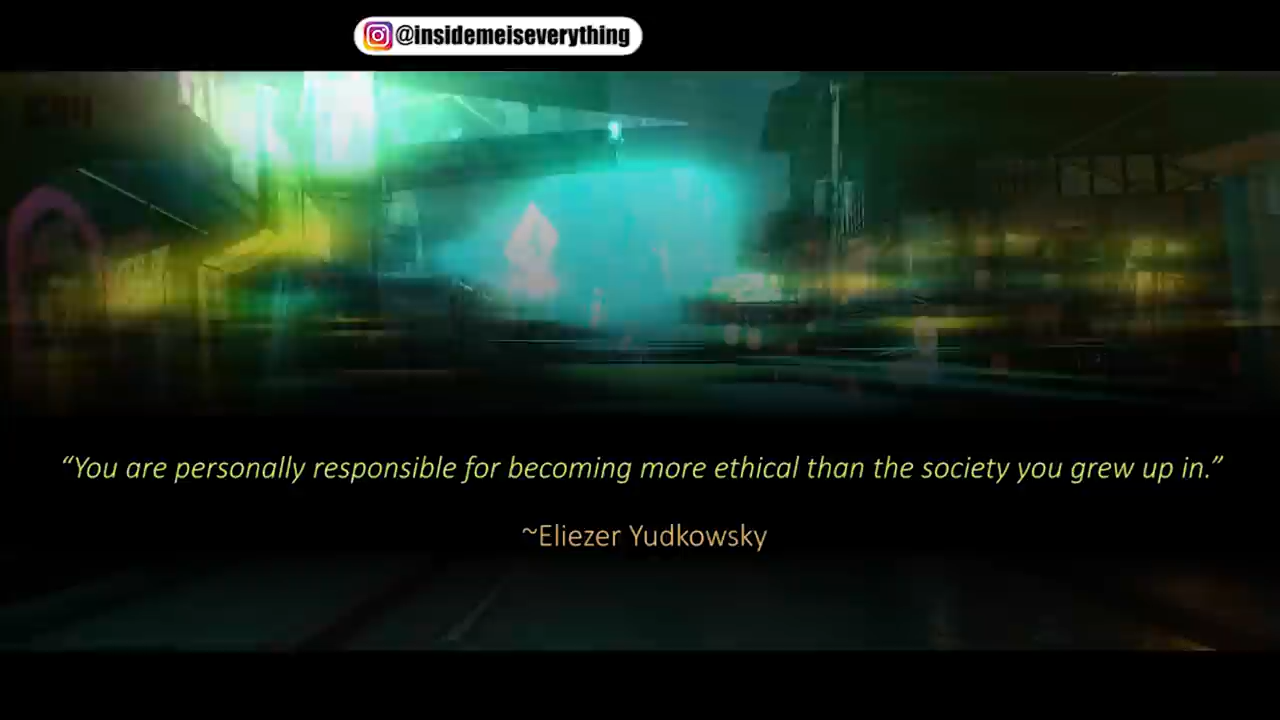 @insidemeiseverything
“You are personally responsible for becoming more ethical than the society you grew up in.”
~Eliezer Yudkowsky